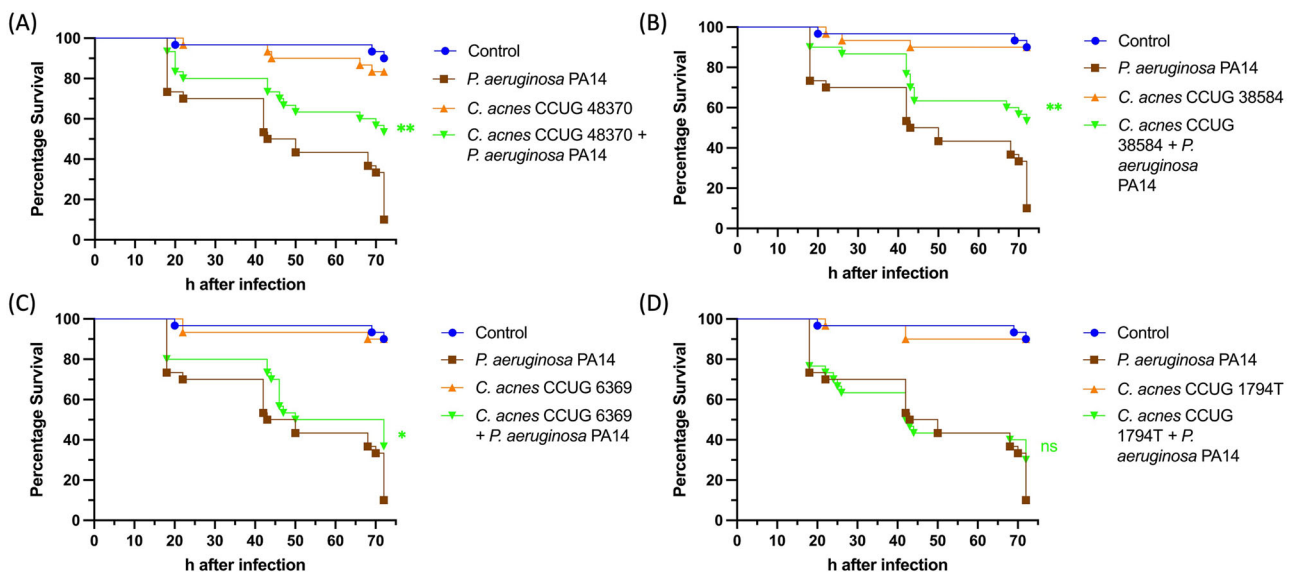 (A)
Percentage Survival
100
80
60
40
20
0
0 10 20 30 40 50 60 70
h after infection
**
Control
P. aeruginosa PA14
C. acnes CCUG 48370
C. acnes CCUG 48370 +
P. aeruginosa PA14
(B)
Percentage Survival
100
80
60
40
20
0
0 10 20 30 40 50 60 70
h after infection
**
Control
P. aeruginosa PA14
C. acnes CCUG 38584
C. acnes CCUG
38584 + P.
aeruginosa
PA14
(C)
Percentage Survival
100
80
60
40
20
0
0 10 20 30 40 50 60 70
h after infection
*
Control
P. aeruginosa PA14
C. acnes CCUG 6369
C. acnes CCUG 6369
+ P. aeruginosa PA14
(D)
Percentage Survival
100
80
60
40
20
0
0 10 20 30 40 50 60 70
h after infection
ns
Control
P. aeruginosa PA14
C. acnes CCUG 1794T
C. acnes CCUG
1794T + P.
aeruginosa PA14